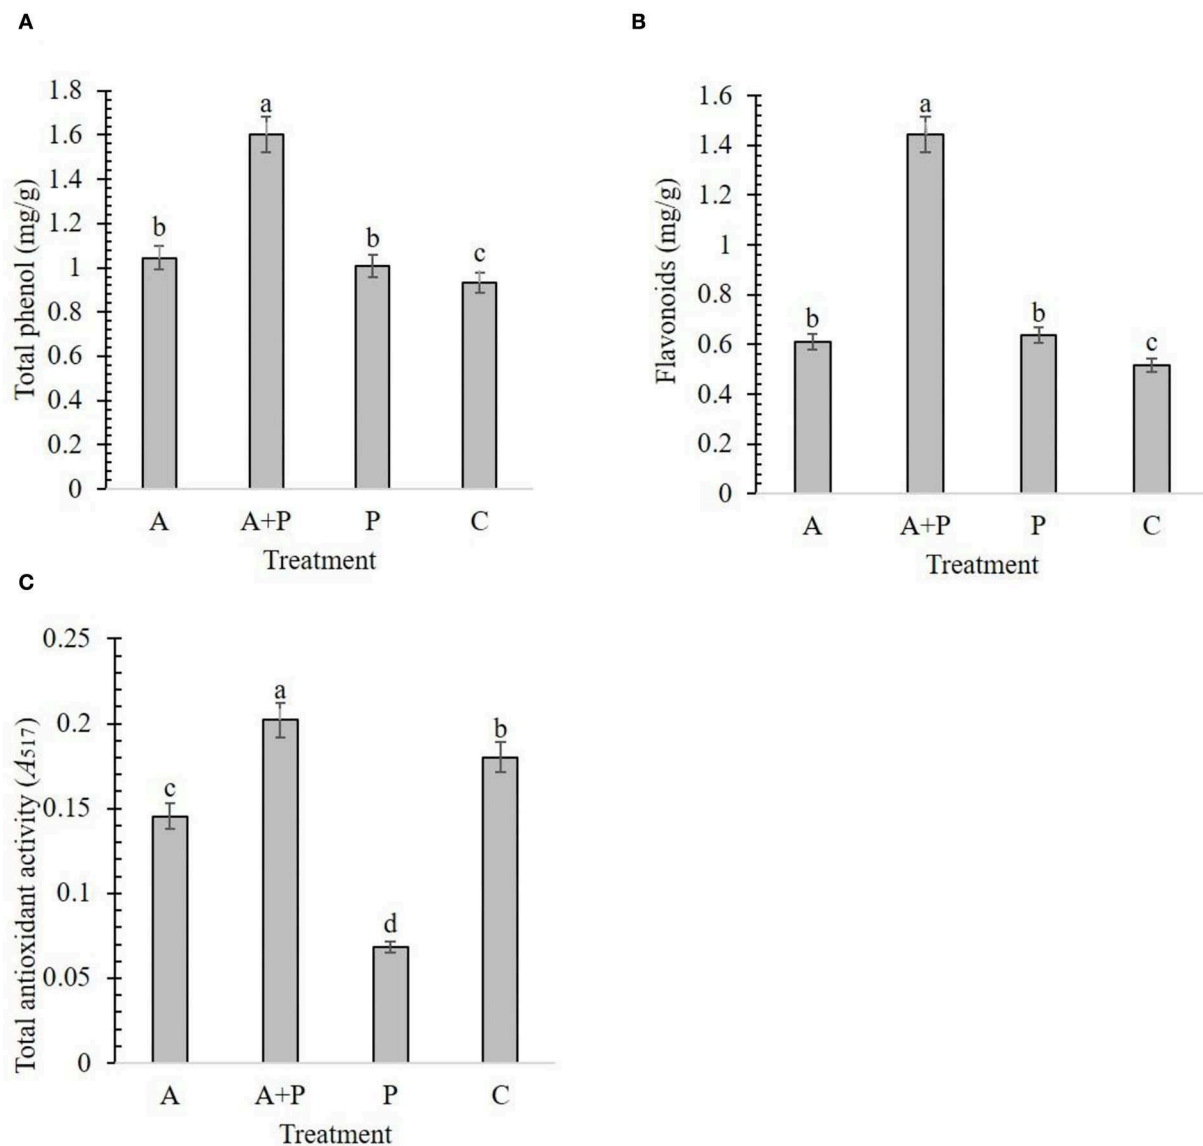 A
Total phenol (mg/g)
1.8
1.6
1.4
1.2
1
0.8
0.6
0.4
0.2
0
a
b
b
c
A A+P P C
Treatment
B
Flavonoids (mg/g)
1.6
1.4
1.2
1
0.8
0.6
0.4
0.2
0
a
b
b
c
A A+P P C
Treatment
C
Total antioxidant activity (A517)
0.25
0.2
0.15
0.1
0.05
0
c
a
d
b
A A+P P C
Treatment